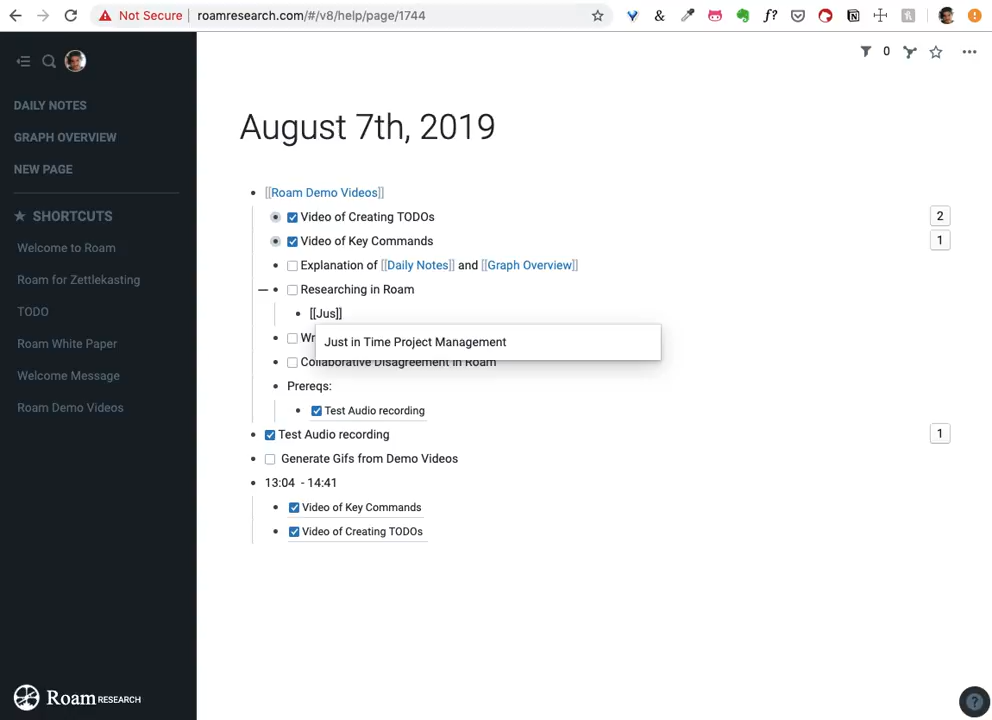 Not Secure | roamresearch.com/#/v8/help/page/1744
& f?
0
DAILY NOTES
GRAPH OVERVIEW
NEW PAGE
SHORTCUTS
Welcome to Roam
Roam for Zettlekasting
TODO
Roam White Paper
Welcome Message
Roam Demo Videos
August 7th, 2019
[[Roam Demo Videos]]
Video of Creating TODOs 2
Video of Key Commands 1
Explanation of [[Daily Notes]] and [[Graph Overview]]
Researching in Roam
[[Jus]]
Wr
Just in Time Project Management
Collaborative Disagreement in Roam
Prereqs:
Test Audio recording
Test Audio recording 1
Generate Gifs from Demo Videos
13:04 - 14:41
Video of Key Commands
Video of Creating TODOs
Roam RESEARCH
?